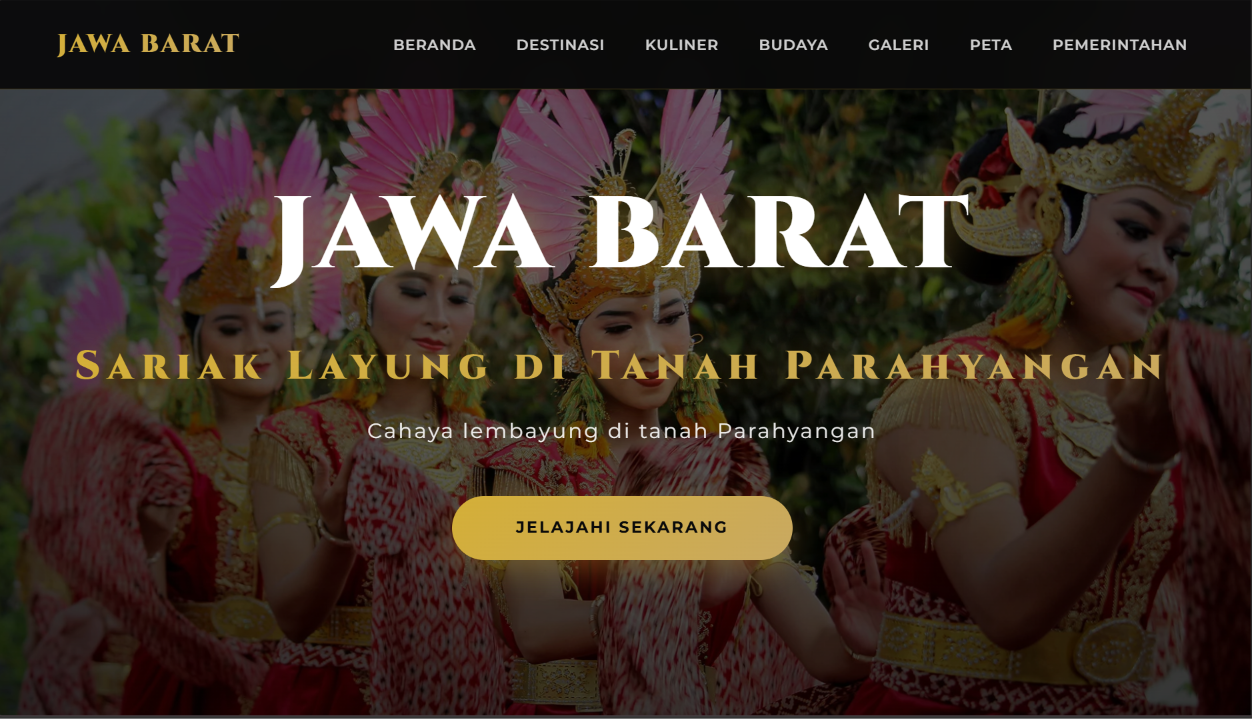 JAWA BARAT
BERANDA DESTINASI KULINER BUDAYA GALERI PETA PEMERINTAHAN
JAWA BARAT
Sariak Layung di Tanah Parahyangan
Cahaya lembayung di tanah Parahyangan
JELAJAHI SEKARANG